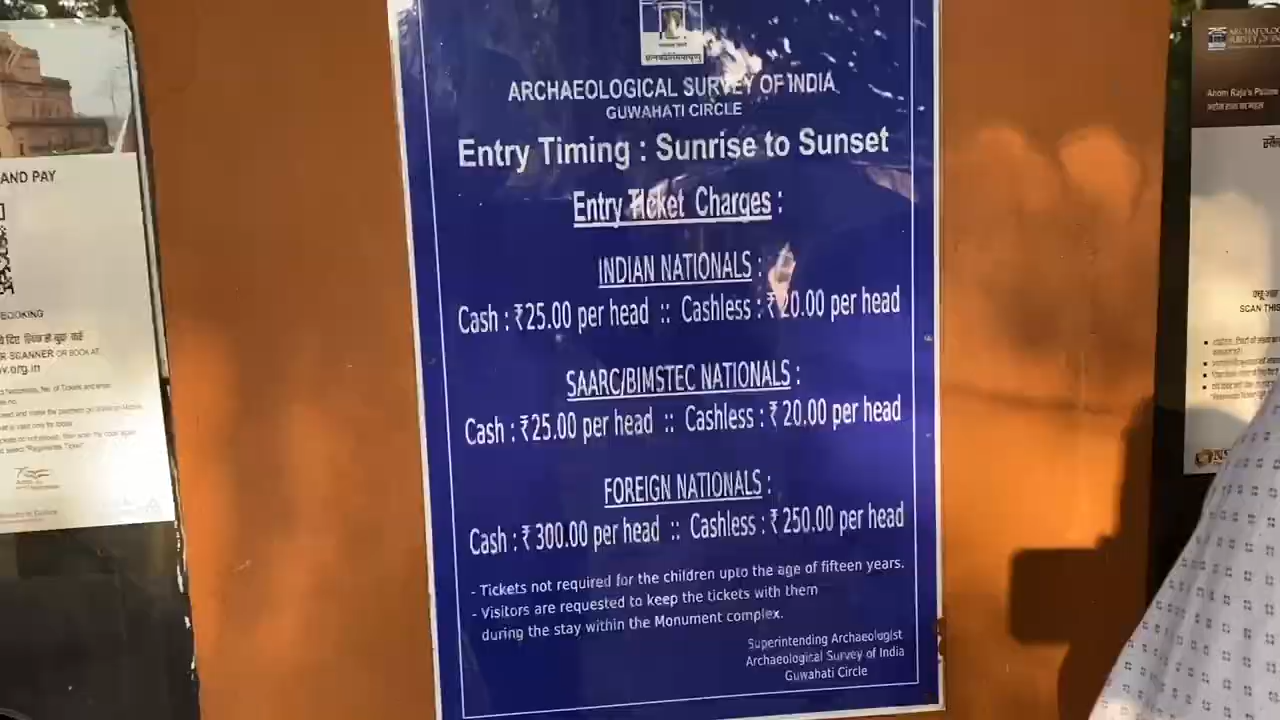 AND PAY
BOOKING
R SCANNER OR BOOK AT
v.org.in
ARCHAEOLOGICAL SURVEY OF INDIA
GUWAHATI CIRCLE
Entry Timing : Sunrise to Sunset
Entry Ticket Charges :
INDIAN NATIONALS :
Cash : ₹25.00 per head :: Cashless : ₹ 20.00 per head
SAARC/BIMSTEC NATIONALS :
Cash : ₹25.00 per head :: Cashless : ₹ 20.00 per head
FOREIGN NATIONALS :
Cash : ₹ 300.00 per head :: Cashless : ₹ 250.00 per head
- Tickets not required for the children upto the age of fifteen years.
- Visitors are requested to keep the tickets with them
during the stay within the Monument complex.
Superintending Archaeologist
Archaeological Survey of India
Guwahati Circle
Ahom Raja's Palace
SCAN THIS